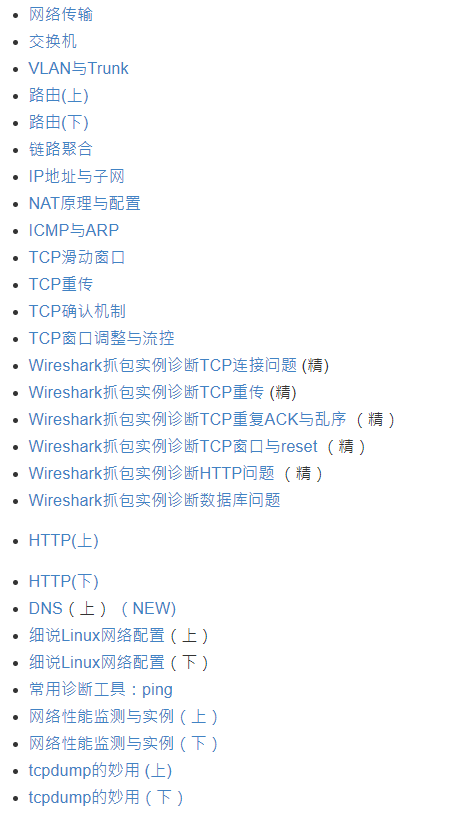 网络传输
交换机
VLAN与Trunk
路由(上)
路由(下)
链路聚合
IP地址与子网
NAT原理与配置
ICMP与ARP
TCP滑动窗口
TCP重传
TCP确认机制
TCP窗口调整与流控
Wireshark抓包实例诊断TCP连接问题 (精)
Wireshark抓包实例诊断TCP重传 (精)
Wireshark抓包实例诊断TCP重复ACK与乱序 （精）
Wireshark抓包实例诊断TCP窗口与reset （精）
Wireshark抓包实例诊断HTTP问题 （精）
Wireshark抓包实例诊断数据库问题
HTTP(上)
HTTP(下)
DNS（上）（NEW)
细说Linux网络配置（上）
细说Linux网络配置（下）
常用诊断工具：ping
网络性能监测与实例（上）
网络性能监测与实例（下）
tcpdump的妙用 (上)
tcpdump的妙用（下）